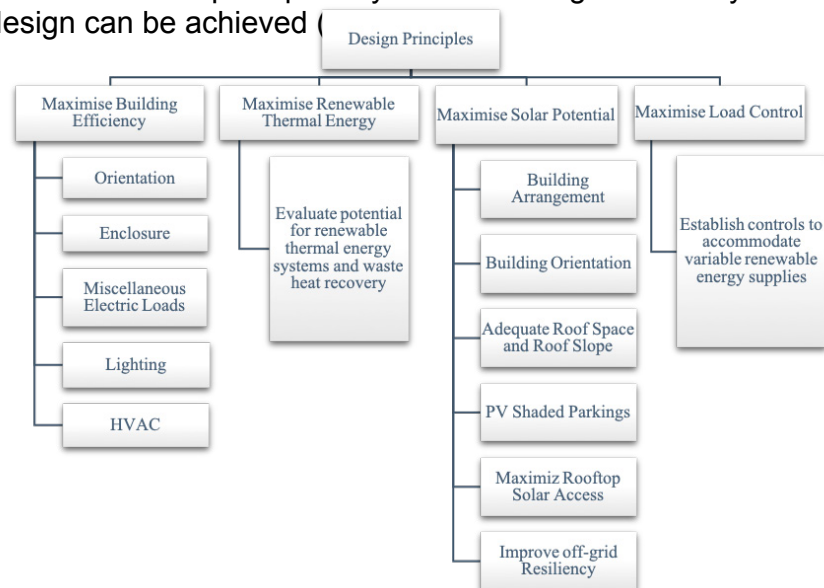 design can be achieved (
Design Principles
Maximise Building
Efficiency
Orientation
Enclosure
Miscellaneous
Electric Loads
Lighting
HVAC
Maximise Renewable
Thermal Energy
Evaluate potential
for renewable
thermal energy
systems and waste
heat recovery
Maximise Solar Potential
Building
Arrangement
Building Orientation
Adequate Roof Space
and Roof Slope
PV Shaded Parkings
Maximiz Rooftop
Solar Access
Improve off-grid
Resiliency
Maximise Load Control
Establish controls to
accommodate
variable renewable
energy supplies